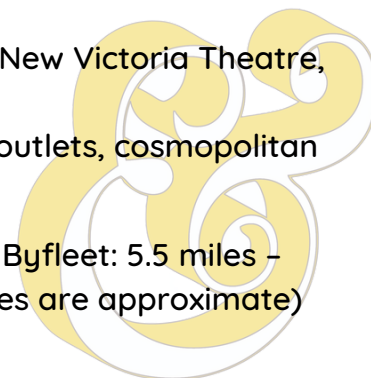 New Victoria Theatre,
outlets, cosmopolitan
Byfleet: 5.5 miles –
es are approximate)
&